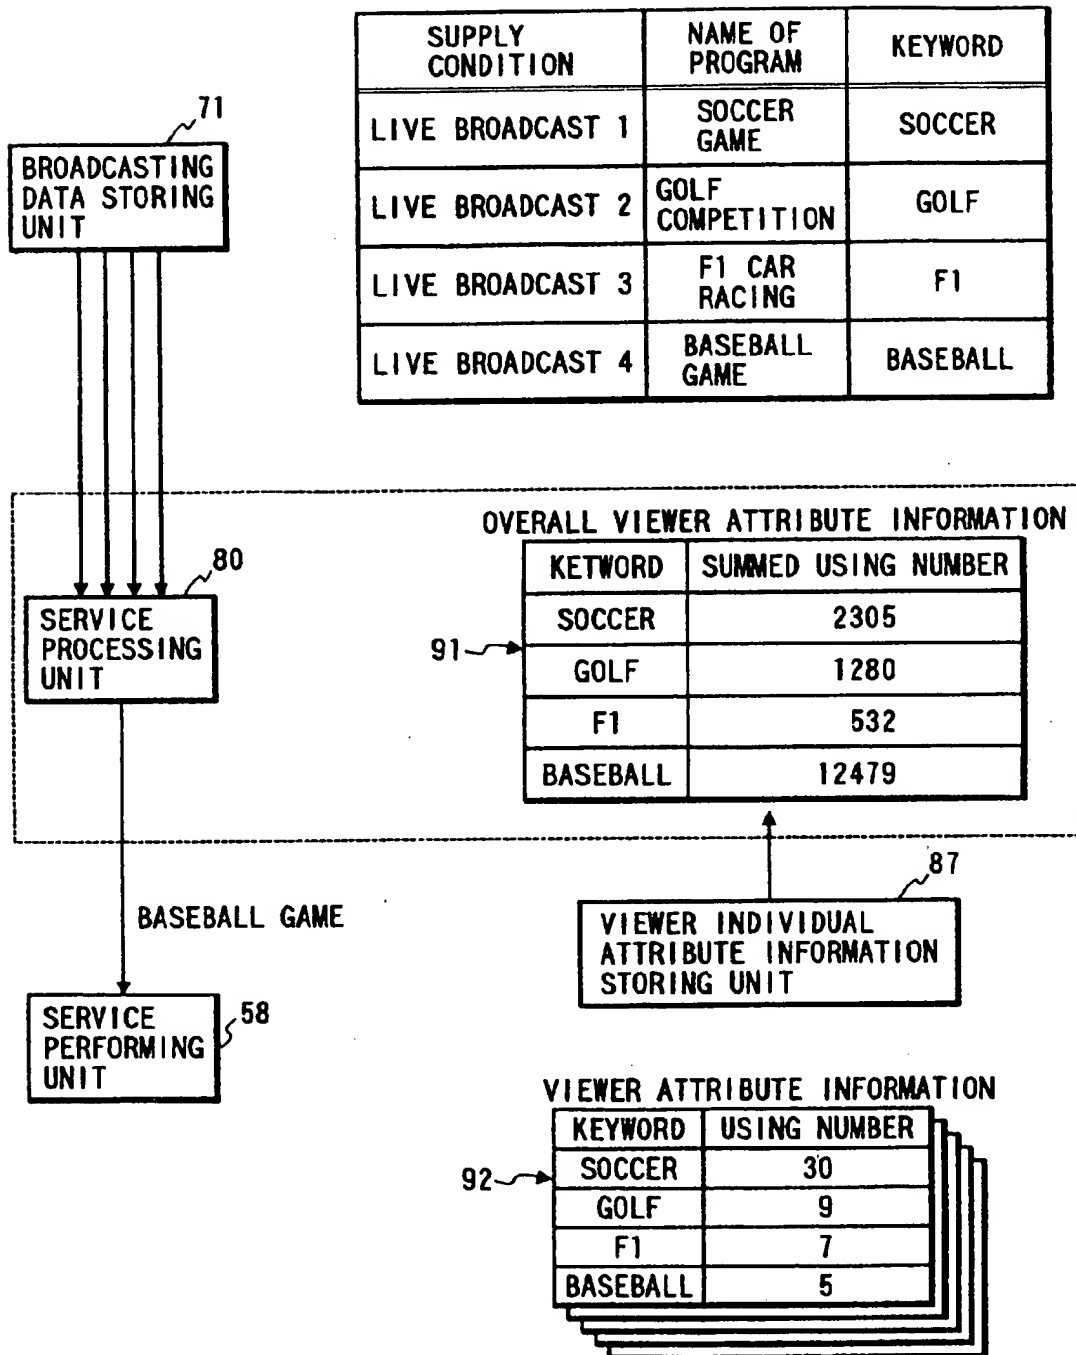 SUPPLY CONDITION NAME OF PROGRAM KEYWORD
LIVE BROADCAST 1 SOCCER GAME SOCCER
LIVE BROADCAST 2 GOLF COMPETITION GOLF
LIVE BROADCAST 3 F1 CAR RACING F1
LIVE BROADCAST 4 BASEBALL GAME BASEBALL
71
BROADCASTING
DATA STORING
UNIT
80
SERVICE
PROCESSING
UNIT
OVERALL VIEWER ATTRIBUTE INFORMATION
KETWORD SUMMED USING NUMBER
SOCCER 2305
91
GOLF 1280
F1 532
BASEBALL 12479
87
VIEWER INDIVIDUAL
ATTRIBUTE INFORMATION
STORING UNIT
BASEBALL GAME
SERVICE
PERFORMING
UNIT
58
VIEWER ATTRIBUTE INFORMATION
KEYWORD USING NUMBER
92
SOCCER 30
GOLF 9
F1 7
BASEBALL 5